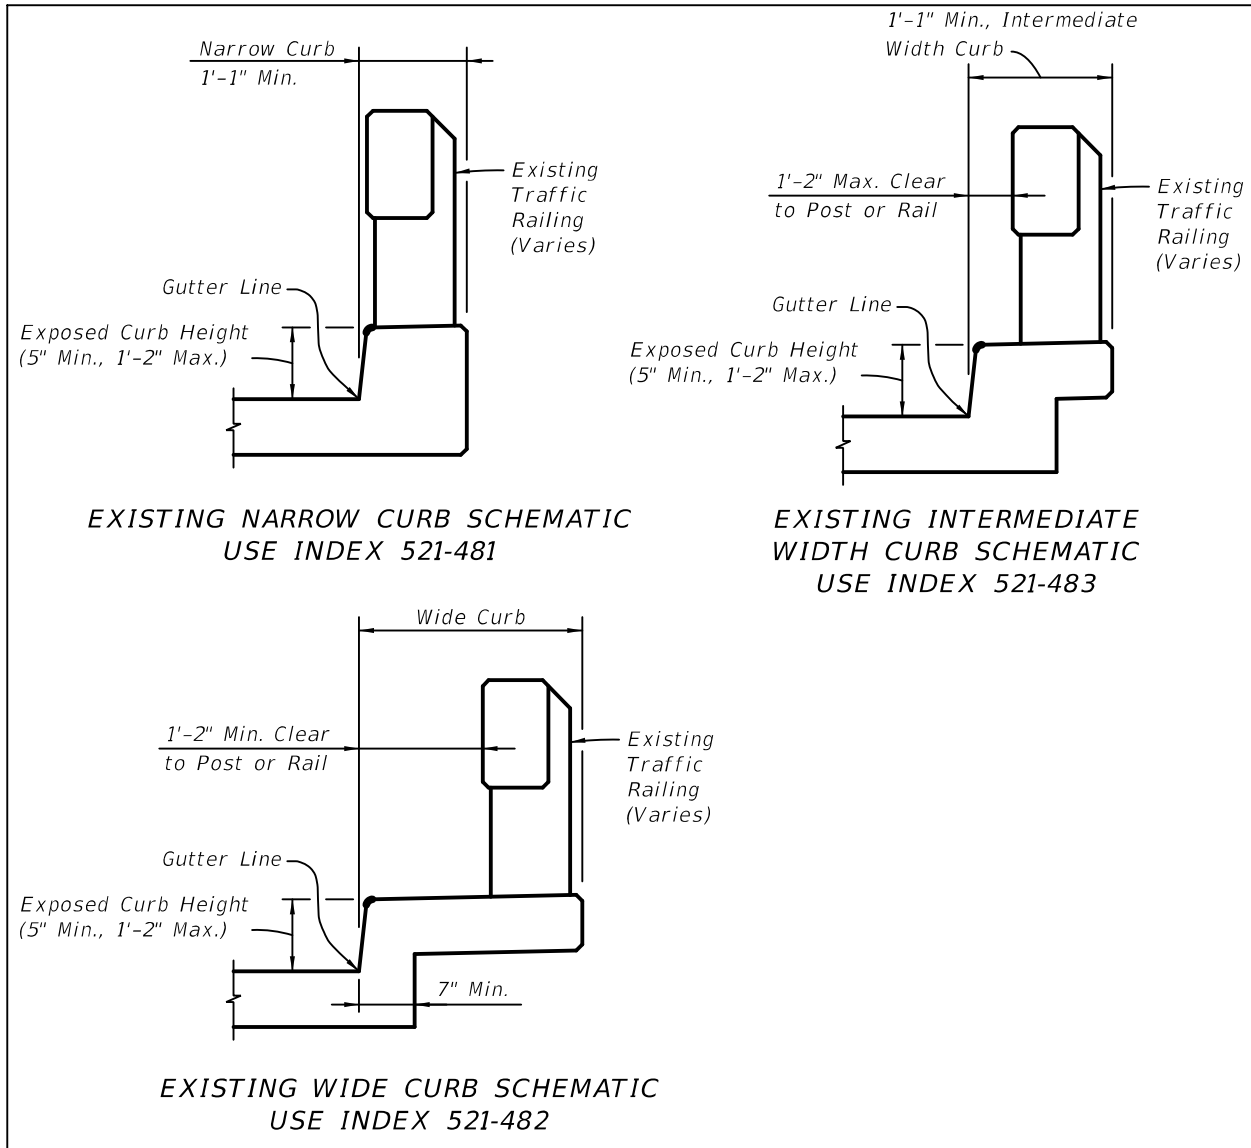 Narrow Curb
1'-1" Min.
Existing
Traffic
Railing
(Varies)
Gutter Line
Exposed Curb Height
(5" Min., 1'-2" Max.)
EXISTING NARROW CURB SCHEMATIC
USE INDEX 521-481
1'-1" Min., Intermediate
Width Curb
1'-2" Max. Clear
to Post or Rail
Existing
Traffic
Railing
(Varies)
Gutter Line
Exposed Curb Height
(5" Min., 1'-2" Max.)
EXISTING INTERMEDIATE
WIDTH CURB SCHEMATIC
USE INDEX 521-483
Wide Curb
1'-2" Min. Clear
to Post or Rail
Existing
Traffic
Railing
(Varies)
Gutter Line
Exposed Curb Height
(5" Min., 1'-2" Max.)
7" Min.
EXISTING WIDE CURB SCHEMATIC
USE INDEX 521-482